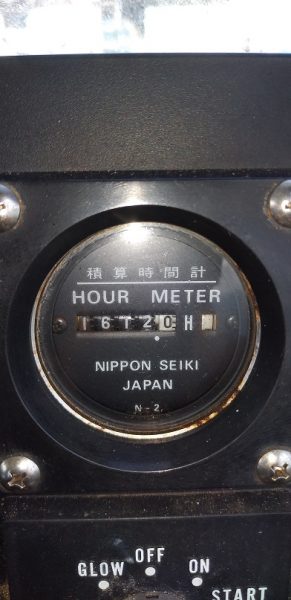 積算時間計
HOUR METER
H
NIPPON SEIKI
JAPAN
N-2
OFF
GLOW ON
START